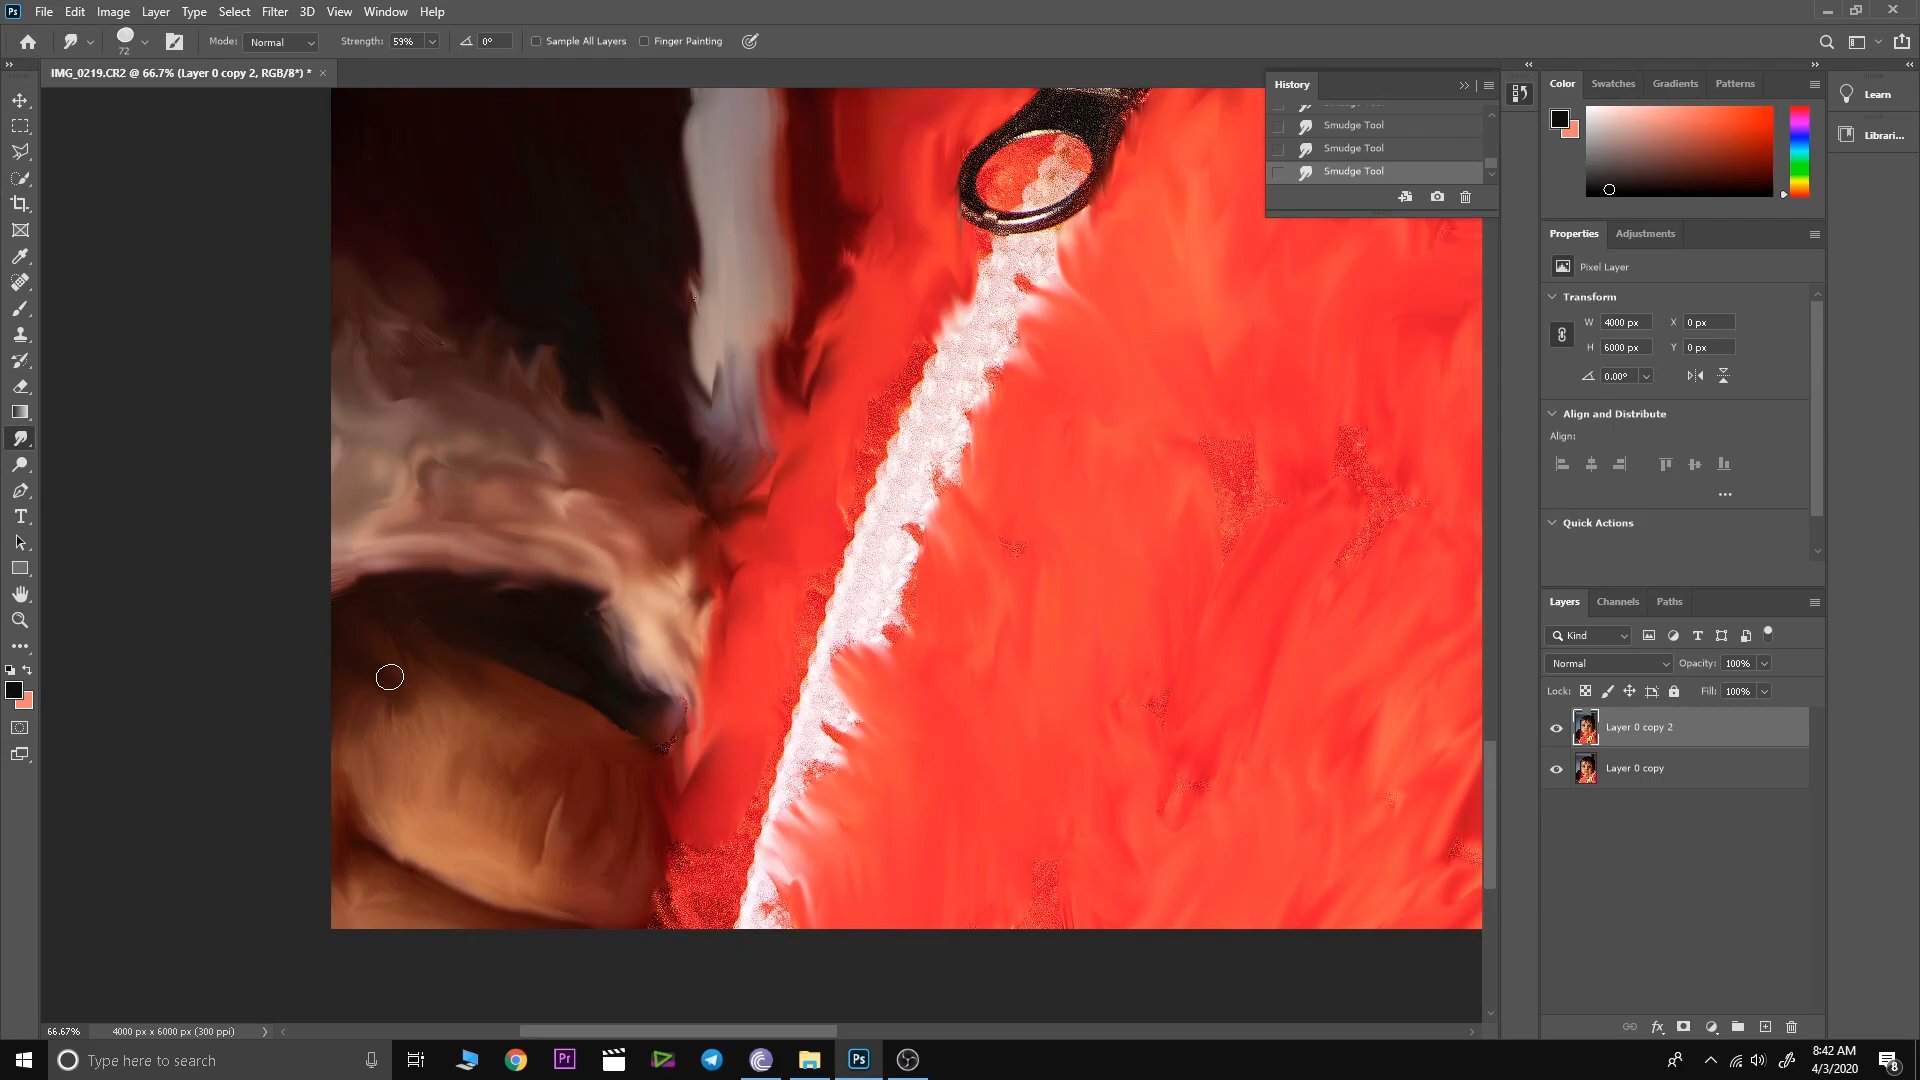 Ps File Edit Image Layer Type Select Filter 3D View Window Help
72 Mode: Normal Strength: 59% 0° Sample All Layers Finger Painting
IMG_0219.CR2 @ 66.7% (Layer 0 copy 2, RGB/8*) *
History
Smudge Tool
Smudge Tool
Smudge Tool
Color Swatches Gradients Patterns
Learn
Librari...
Properties Adjustments
Pixel Layer
Transform
W 4000 px X 0 px
H 6000 px Y 0 px
0.00°
Align and Distribute
Align:
Quick Actions
Layers Channels Paths
Kind
Normal Opacity: 100%
Lock: Fill: 100%
Layer 0 copy 2
Layer 0 copy
66.67% 4000 px x 6000 px (300 ppi)
Type here to search
Pr
Ps
8:42 AM
4/3/2020
8